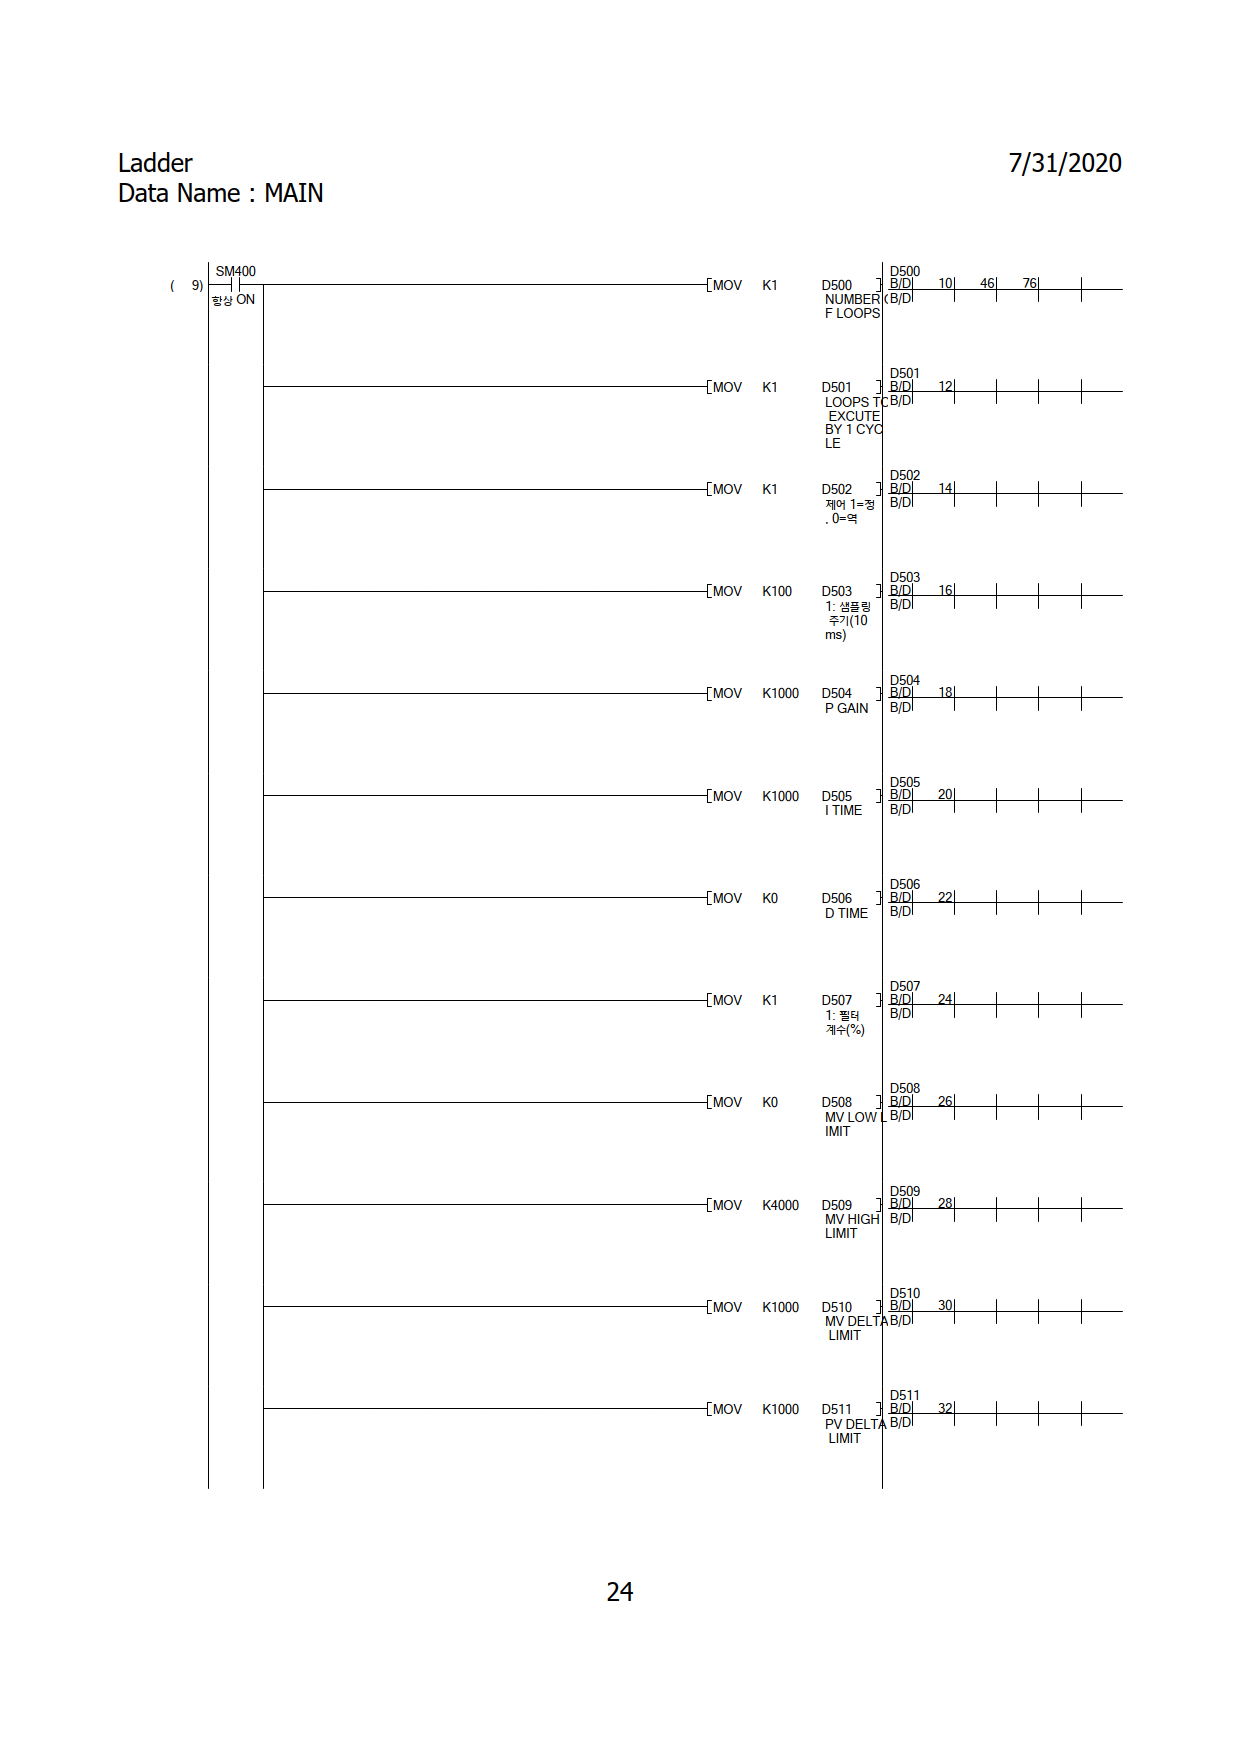 Ladder 7/31/2020
Data Name : MAIN
SM400 D500
( 9) MOV K1 D500 B/D 10 46 76
항상 ON NUMBER O B/D
F LOOPS
D501
MOV K1 D501 B/D 12
LOOPS TO B/D
EXCUTE
BY 1 CYC
LE
D502
MOV K1 D502 B/D 14
제어 1=정 B/D
, 0=역
D503
MOV K100 D503 B/D 16
1: 샘플링 B/D
주기(10
ms)
D504
MOV K1000 D504 B/D 18
P GAIN B/D
D505
MOV K1000 D505 B/D 20
I TIME B/D
D506
MOV K0 D506 B/D 22
D TIME B/D
D507
MOV K1 D507 B/D 24
1: 필터 B/D
계수(%)
D508
MOV K0 D508 B/D 26
MV LOW L B/D
IMIT
D509
MOV K4000 D509 B/D 28
MV HIGH B/D
LIMIT
D510
MOV K1000 D510 B/D 30
MV DELTA B/D
LIMIT
D511
MOV K1000 D511 B/D 32
PV DELTA B/D
LIMIT
24